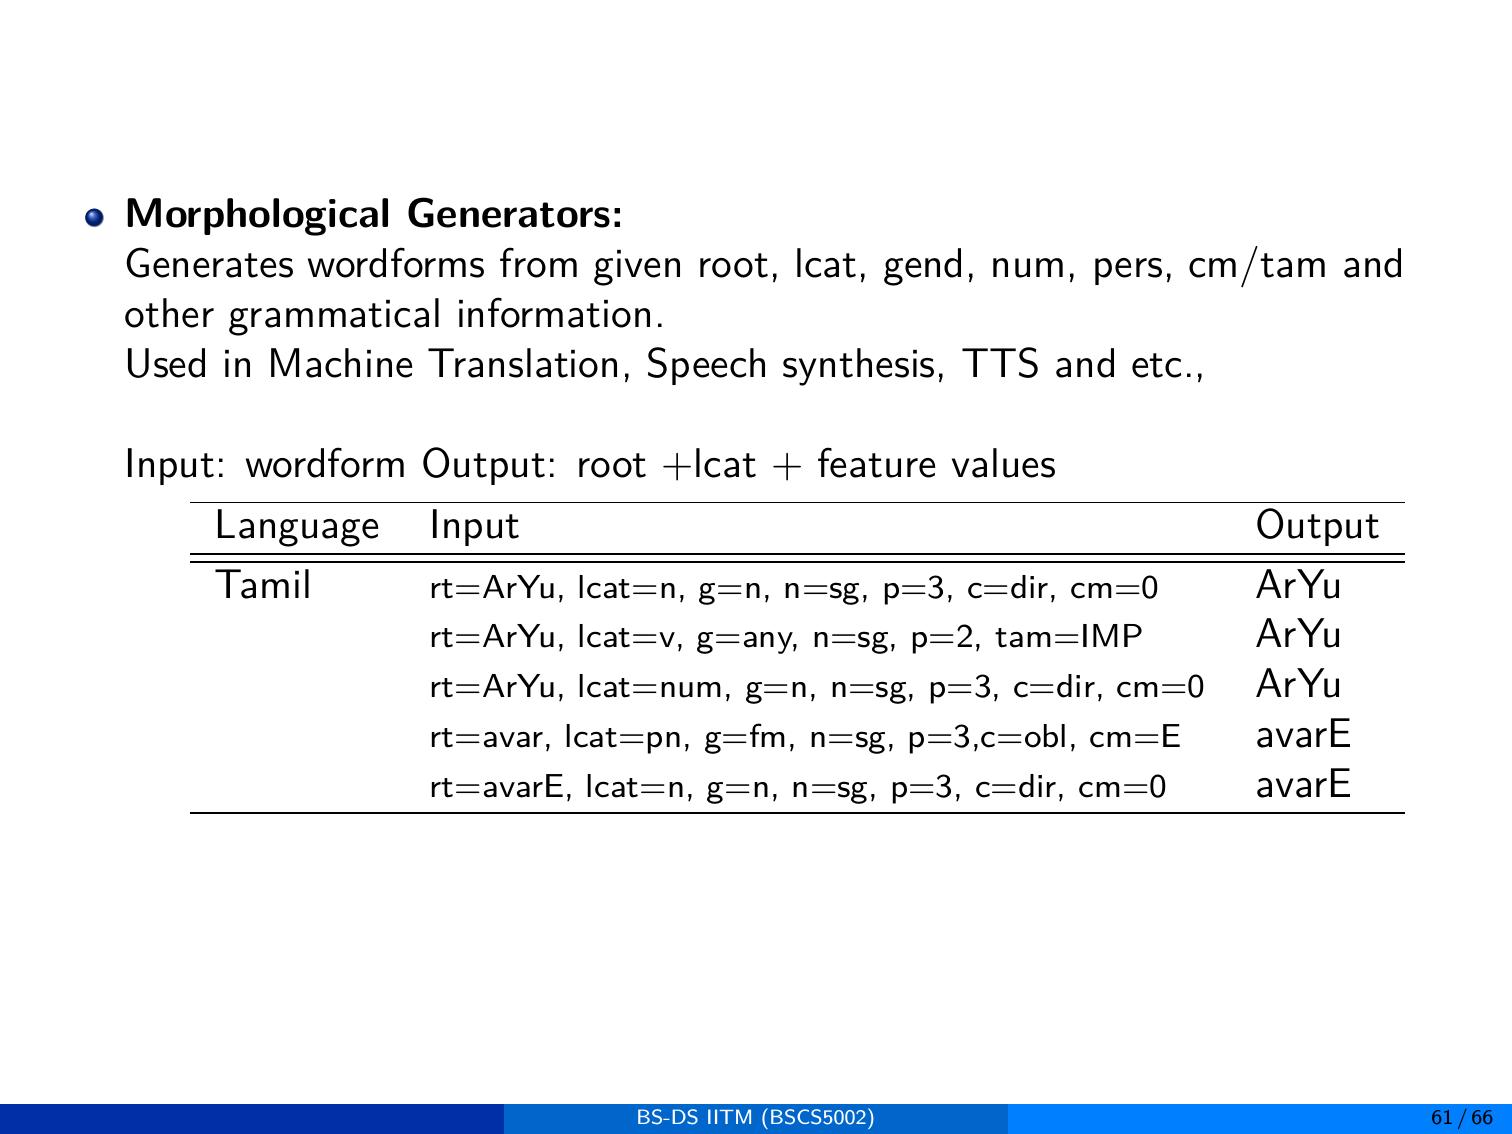 Morphological Generators:
Generates wordforms from given root, lcat, gend, num, pers, cm/tam and
other grammatical information.
Used in Machine Translation, Speech synthesis, TTS and etc.,
Input: wordform Output: root +lcat + feature values
Language Input Output
Tamil rt=ArYu, lcat=n, g=n, n=sg, p=3, c=dir, cm=0 ArYu
rt=ArYu, lcat=v, g=any, n=sg, p=2, tam=IMP ArYu
rt=ArYu, lcat=num, g=n, n=sg, p=3, c=dir, cm=0 ArYu
rt=avar, lcat=pn, g=fm, n=sg, p=3,c=obl, cm=E avarE
rt=avarE, lcat=n, g=n, n=sg, p=3, c=dir, cm=0 avarE
BS-DS IITM (BSCS5002) 61 / 66